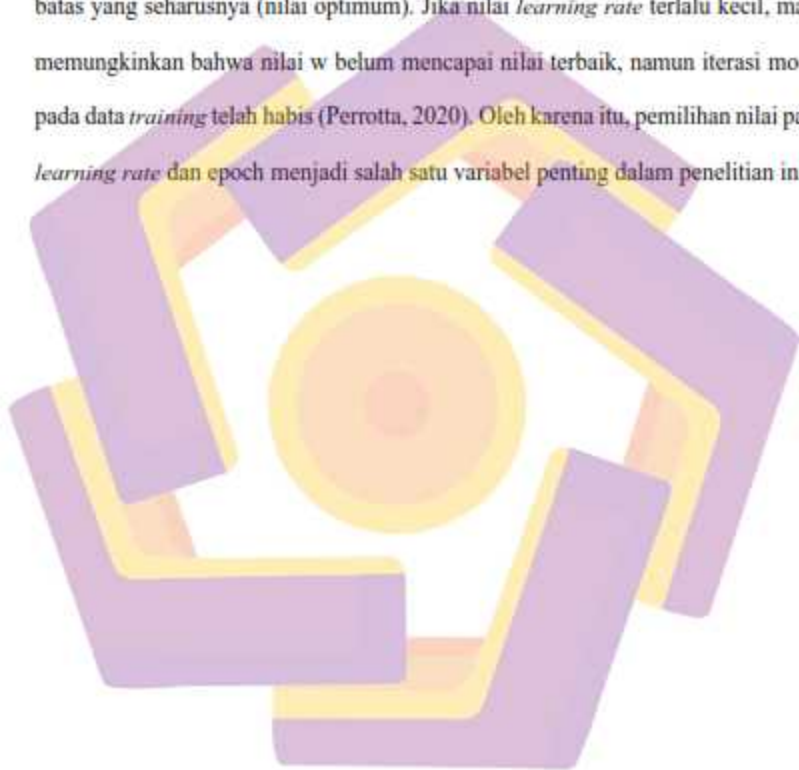 batas yang seharusnya (nilai optimum). Jika nilai learning rate terlalu kecil, ma
memungkinkan bahwa nilai w belum mencapai nilai terbaik, namun iterasi mo
pada data training telah habis (Perrotta, 2020). Oleh karena itu, pemilihan nilai pa
learning rate dan epoch menjadi salah satu variabel penting dalam penelitian in